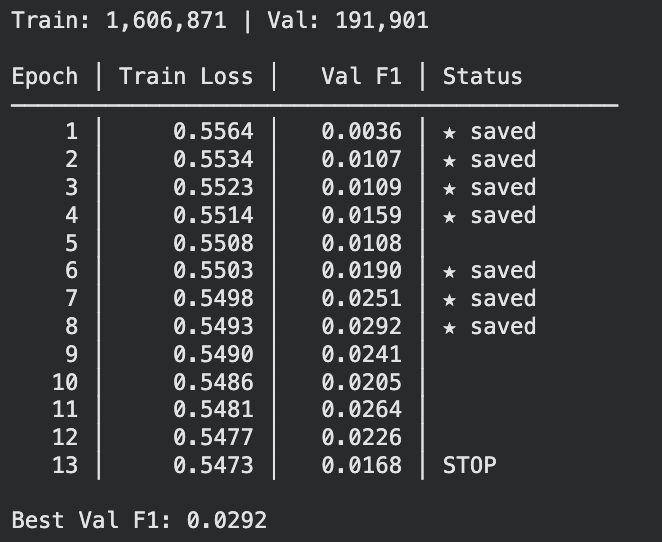 Train: 1,606,871 | Val: 191,901
Epoch | Train Loss | Val F1 | Status
1 | 0.5564 | 0.0036 | ★ saved
2 | 0.5534 | 0.0107 | ★ saved
3 | 0.5523 | 0.0109 | ★ saved
4 | 0.5514 | 0.0159 | ★ saved
5 | 0.5508 | 0.0108 |
6 | 0.5503 | 0.0190 | ★ saved
7 | 0.5498 | 0.0251 | ★ saved
8 | 0.5493 | 0.0292 | ★ saved
9 | 0.5490 | 0.0241 |
10 | 0.5486 | 0.0205 |
11 | 0.5481 | 0.0264 |
12 | 0.5477 | 0.0226 |
13 | 0.5473 | 0.0168 | STOP
Best Val F1: 0.0292